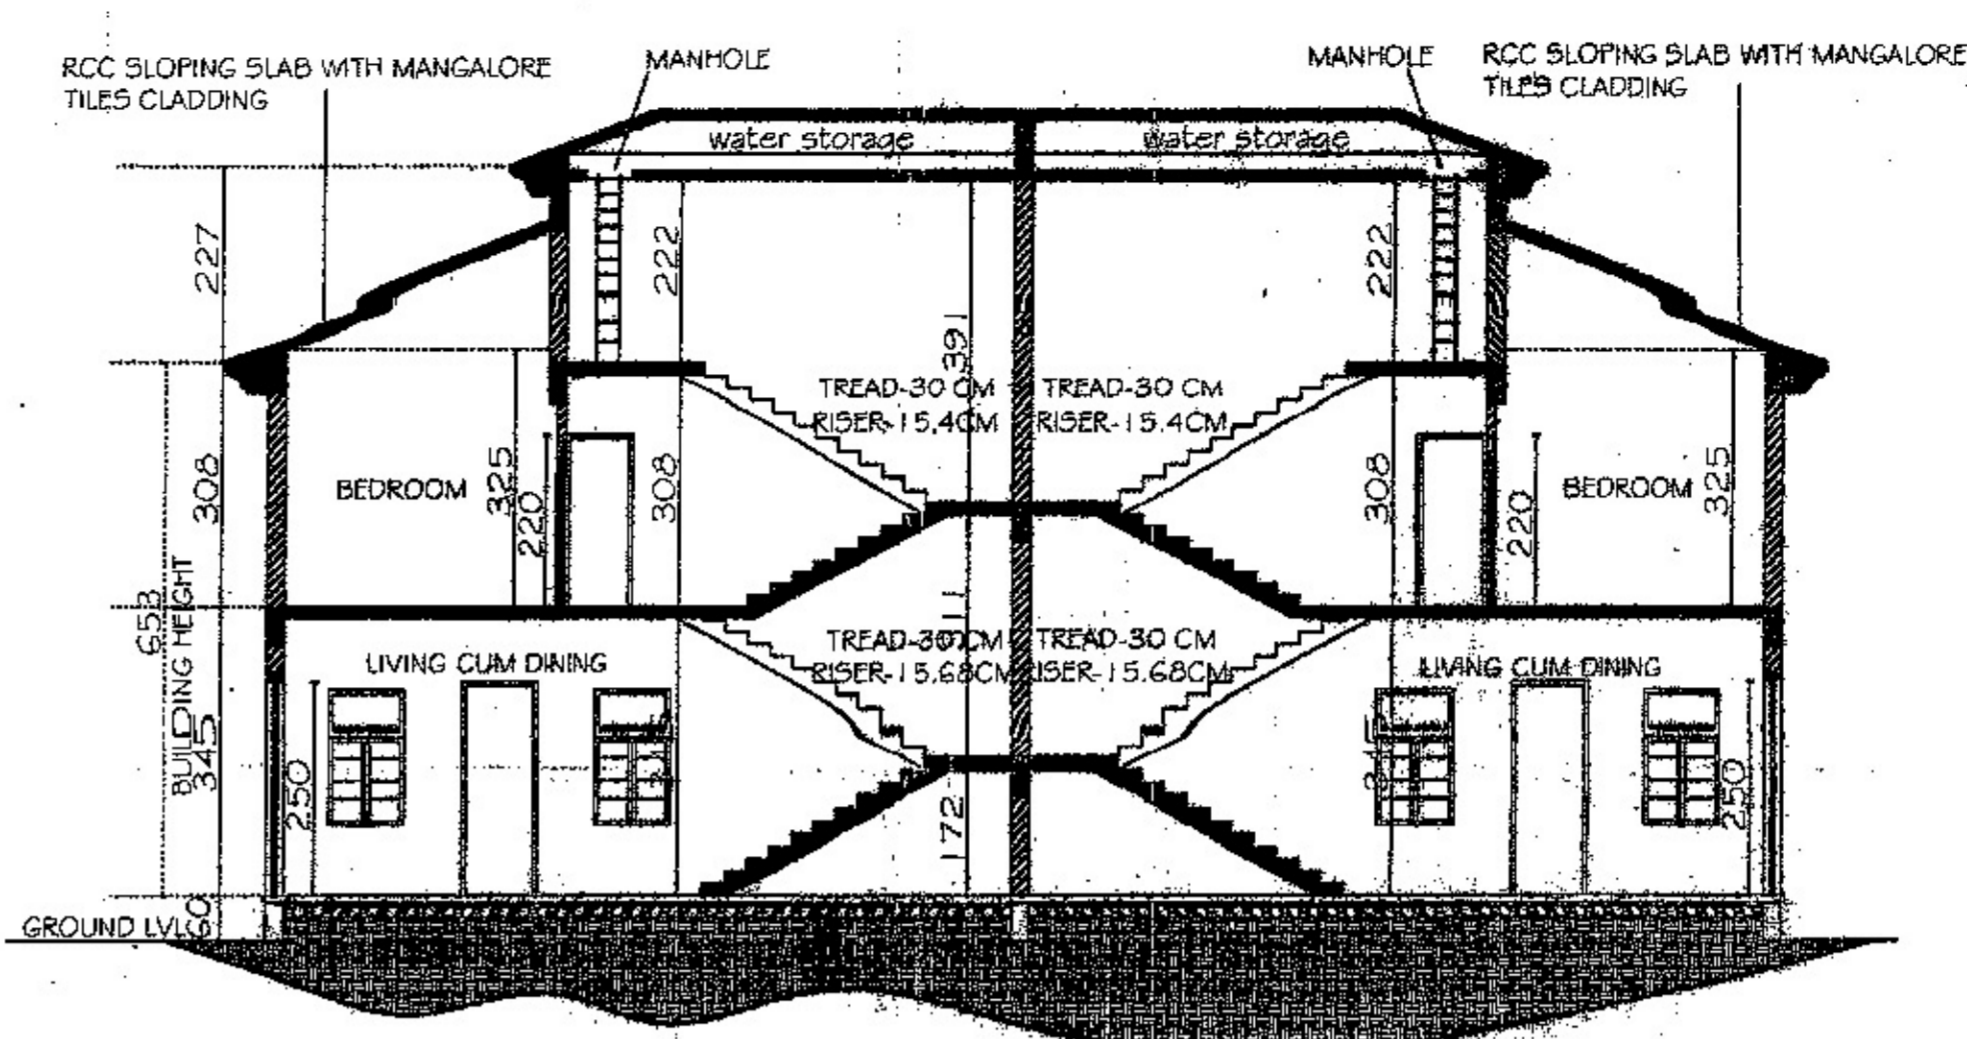 RCC SLOPING SLAB WITH MANGALORE
TILES CLADDING
MANHOLE
MANHOLE
RCC SLOPING SLAB WITH MANGALORE
TILES CLADDING
water storage
water storage
227
222
222
391
TREAD-30 CM
RISER-15.4CM
TREAD-30 CM
RISER-15.4CM
308
BEDROOM
325
220
308
308
220
BEDROOM
325
653
BUILDING HEIGHT
345
LIVING CUM DINING
TREAD-30 CM
RISER-15.68CM
TREAD-30 CM
RISER-15.68CM
LIVING CUM DINING
250
172
250
GROUND LVL
60